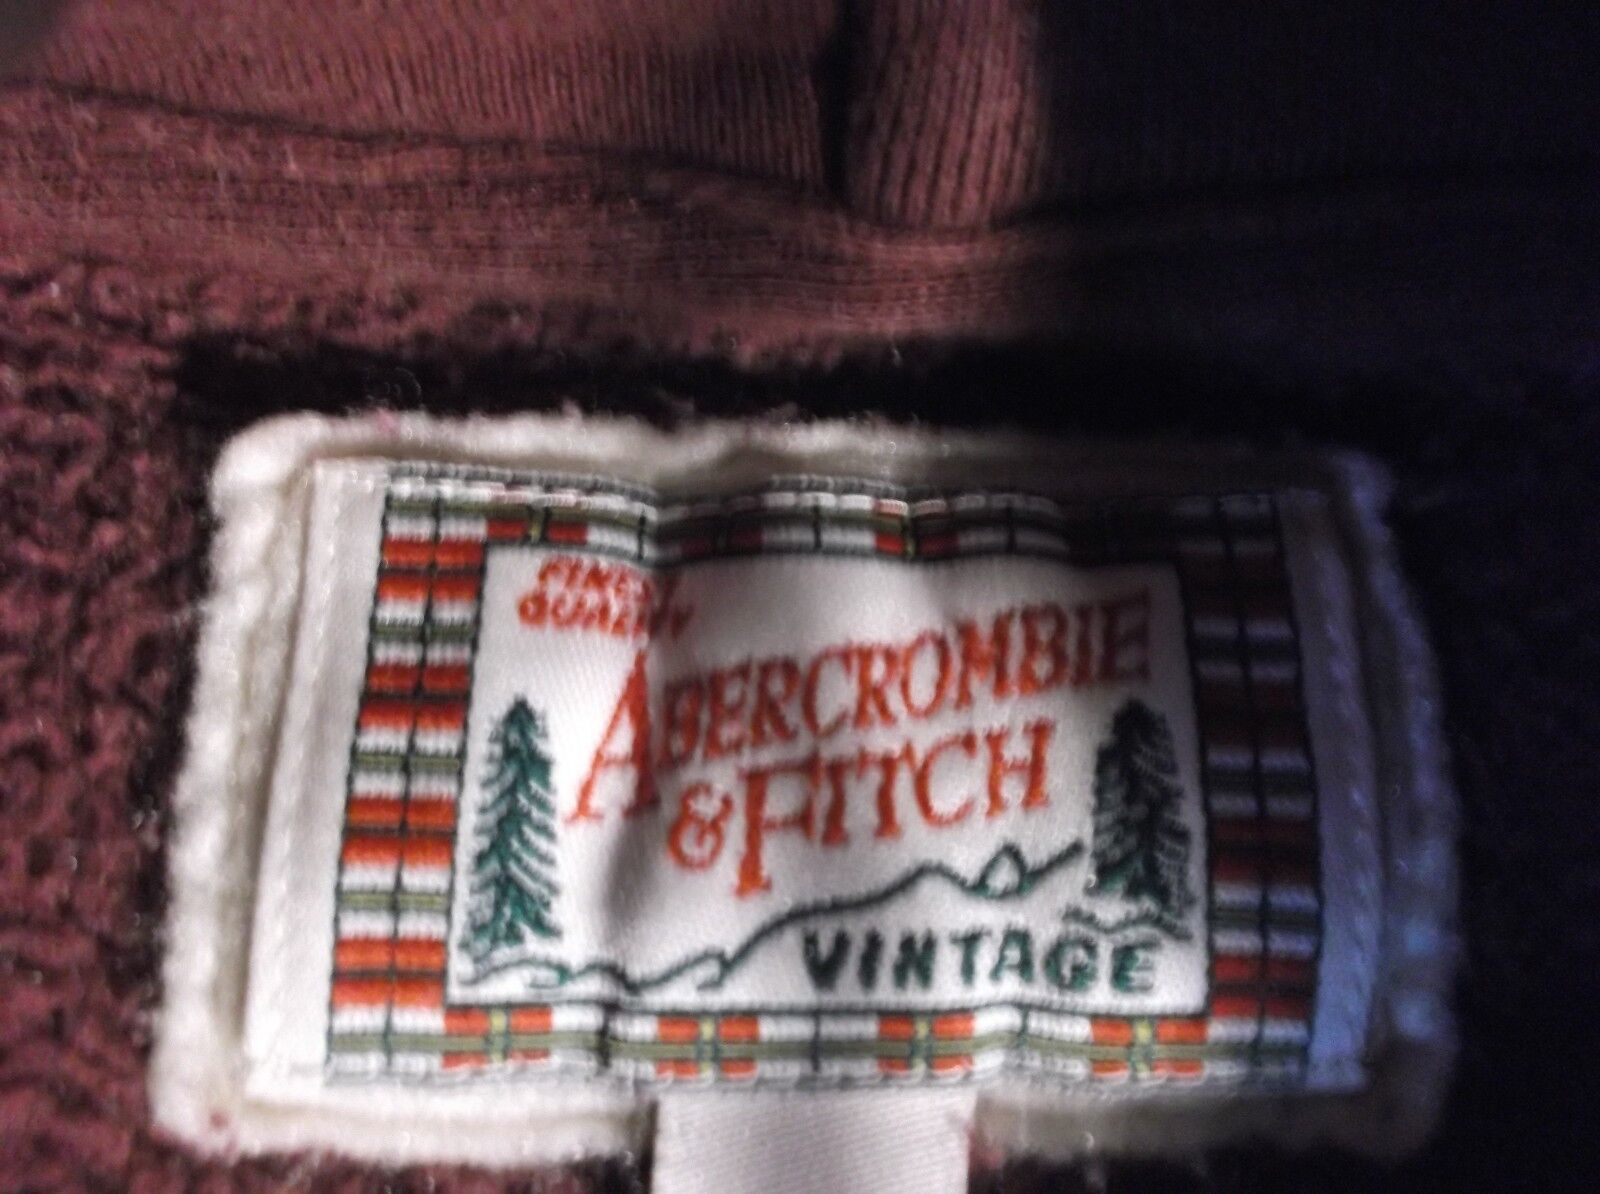 FINEST
QUALITY
ABERCROMBIE
& FITCH
VINTAGE